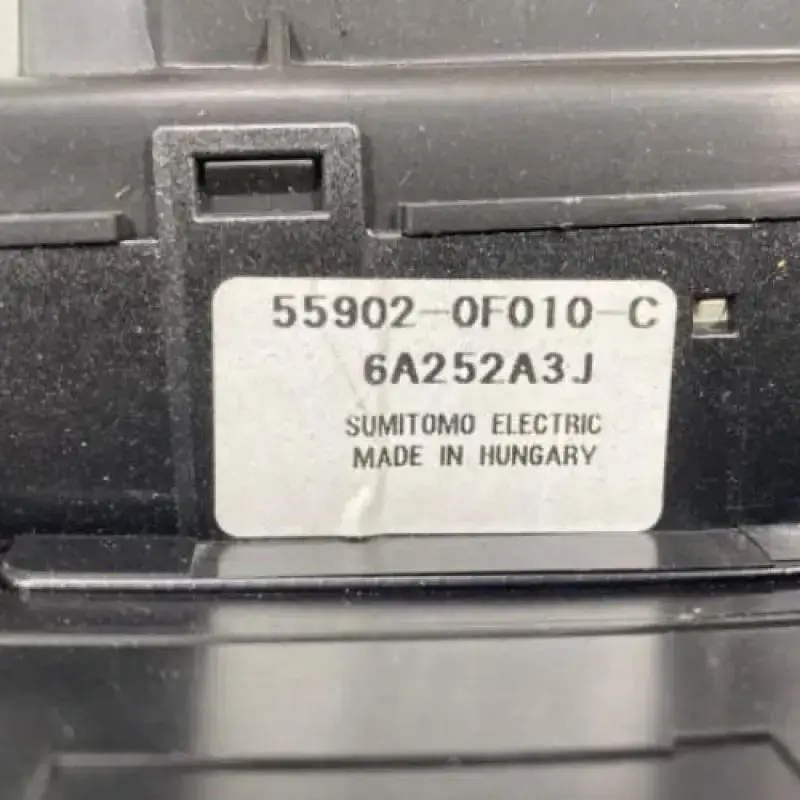 55902-0F010-C
6A252A3J
SUMITOMO ELECTRIC
MADE IN HUNGARY